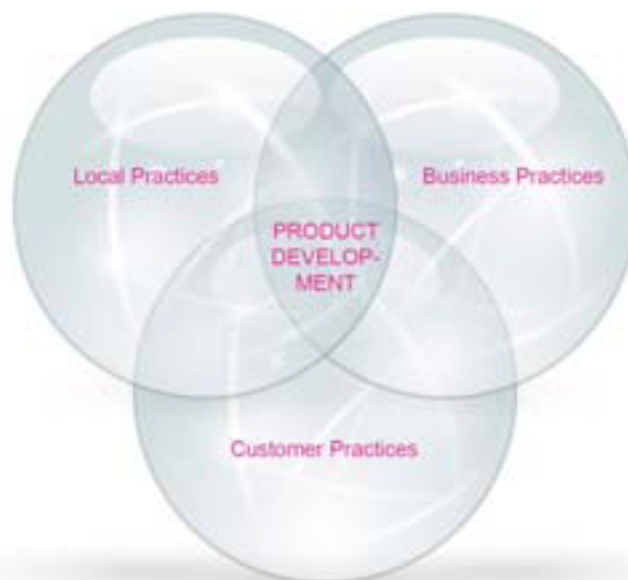 Local Practices
Business Practices
PRODUCT
DEVELOP-
MENT
Customer Practices